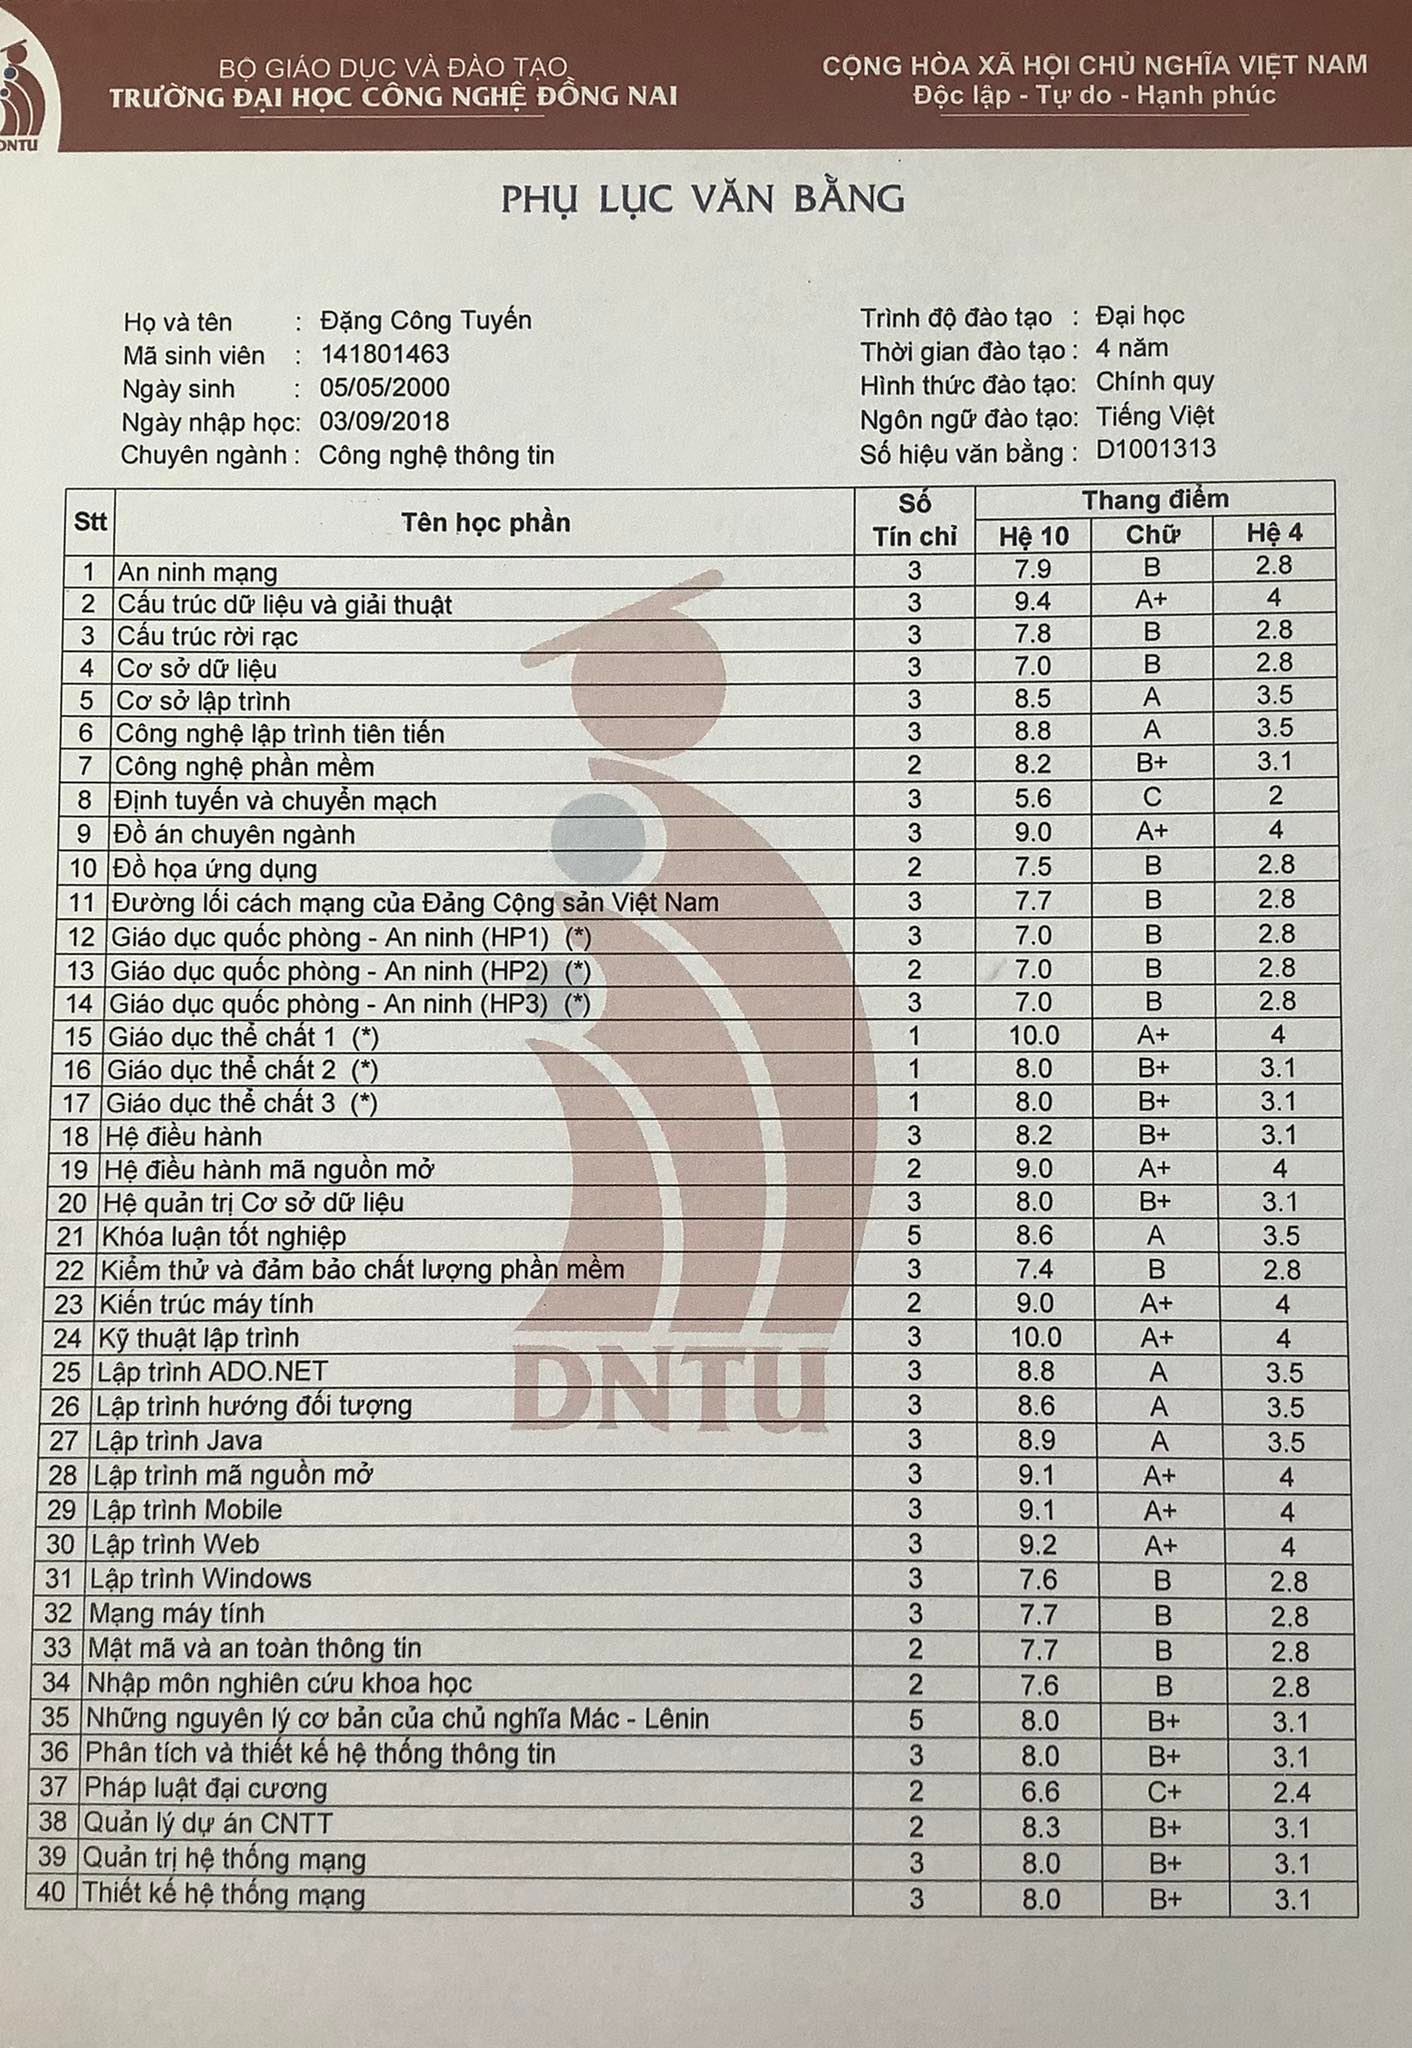 BỘ GIÁO DỤC VÀ ĐÀO TẠO
TRƯỜNG ĐẠI HỌC CÔNG NGHỆ ĐỒNG NAI
CỘNG HÒA XÃ HỘI CHỦ NGHĨA VIỆT NAM
Độc lập - Tự do - Hạnh phúc
DNTU
PHỤ LỤC VĂN BẰNG
Họ và tên : Đặng Công Tuyến
Mã sinh viên : 141801463
Ngày sinh : 05/05/2000
Ngày nhập học: 03/09/2018
Chuyên ngành : Công nghệ thông tin
Trình độ đào tạo : Đại học
Thời gian đào tạo : 4 năm
Hình thức đào tạo: Chính quy
Ngôn ngữ đào tạo: Tiếng Việt
Số hiệu văn bằng : D1001313
Stt Tên học phần Số Tín chỉ Thang điểm
Hệ 10 Chữ Hệ 4
1 An ninh mạng 3 7.9 B 2.8
2 Cấu trúc dữ liệu và giải thuật 3 9.4 A+ 4
3 Cấu trúc rời rạc 3 7.8 B 2.8
4 Cơ sở dữ liệu 3 7.0 B 2.8
5 Cơ sở lập trình 3 8.5 A 3.5
6 Công nghệ lập trình tiên tiến 3 8.8 A 3.5
7 Công nghệ phần mềm 2 8.2 B+ 3.1
8 Định tuyến và chuyển mạch 3 5.6 C 2
9 Đồ án chuyên ngành 3 9.0 A+ 4
10 Đồ họa ứng dụng 2 7.5 B 2.8
11 Đường lối cách mạng của Đảng Cộng sản Việt Nam 3 7.7 B 2.8
12 Giáo dục quốc phòng - An ninh (HP1) (*) 3 7.0 B 2.8
13 Giáo dục quốc phòng - An ninh (HP2) (*) 2 7.0 B 2.8
14 Giáo dục quốc phòng - An ninh (HP3) (*) 3 7.0 B 2.8
15 Giáo dục thể chất 1 (*) 1 10.0 A+ 4
16 Giáo dục thể chất 2 (*) 1 8.0 B+ 3.1
17 Giáo dục thể chất 3 (*) 1 8.0 B+ 3.1
18 Hệ điều hành 3 8.2 B+ 3.1
19 Hệ điều hành mã nguồn mở 2 9.0 A+ 4
20 Hệ quản trị Cơ sở dữ liệu 3 8.0 B+ 3.1
21 Khóa luận tốt nghiệp 5 8.6 A 3.5
22 Kiểm thử và đảm bảo chất lượng phần mềm 3 7.4 B 2.8
23 Kiến trúc máy tính 2 9.0 A+ 4
24 Kỹ thuật lập trình 3 10.0 A+ 4
25 Lập trình ADO.NET 3 8.8 A 3.5
26 Lập trình hướng đối tượng 3 8.6 A 3.5
27 Lập trình Java 3 8.9 A 3.5
28 Lập trình mã nguồn mở 3 9.1 A+ 4
29 Lập trình Mobile 3 9.1 A+ 4
30 Lập trình Web 3 9.2 A+ 4
31 Lập trình Windows 3 7.6 B 2.8
32 Mạng máy tính 3 7.7 B 2.8
33 Mật mã và an toàn thông tin 2 7.7 B 2.8
34 Nhập môn nghiên cứu khoa học 2 7.6 B 2.8
35 Những nguyên lý cơ bản của chủ nghĩa Mác - Lênin 5 8.0 B+ 3.1
36 Phân tích và thiết kế hệ thống thông tin 3 8.0 B+ 3.1
37 Pháp luật đại cương 2 6.6 C+ 2.4
38 Quản lý dự án CNTT 2 8.3 B+ 3.1
39 Quản trị hệ thống mạng 3 8.0 B+ 3.1
40 Thiết kế hệ thống mạng 3 8.0 B+ 3.1
DNTU